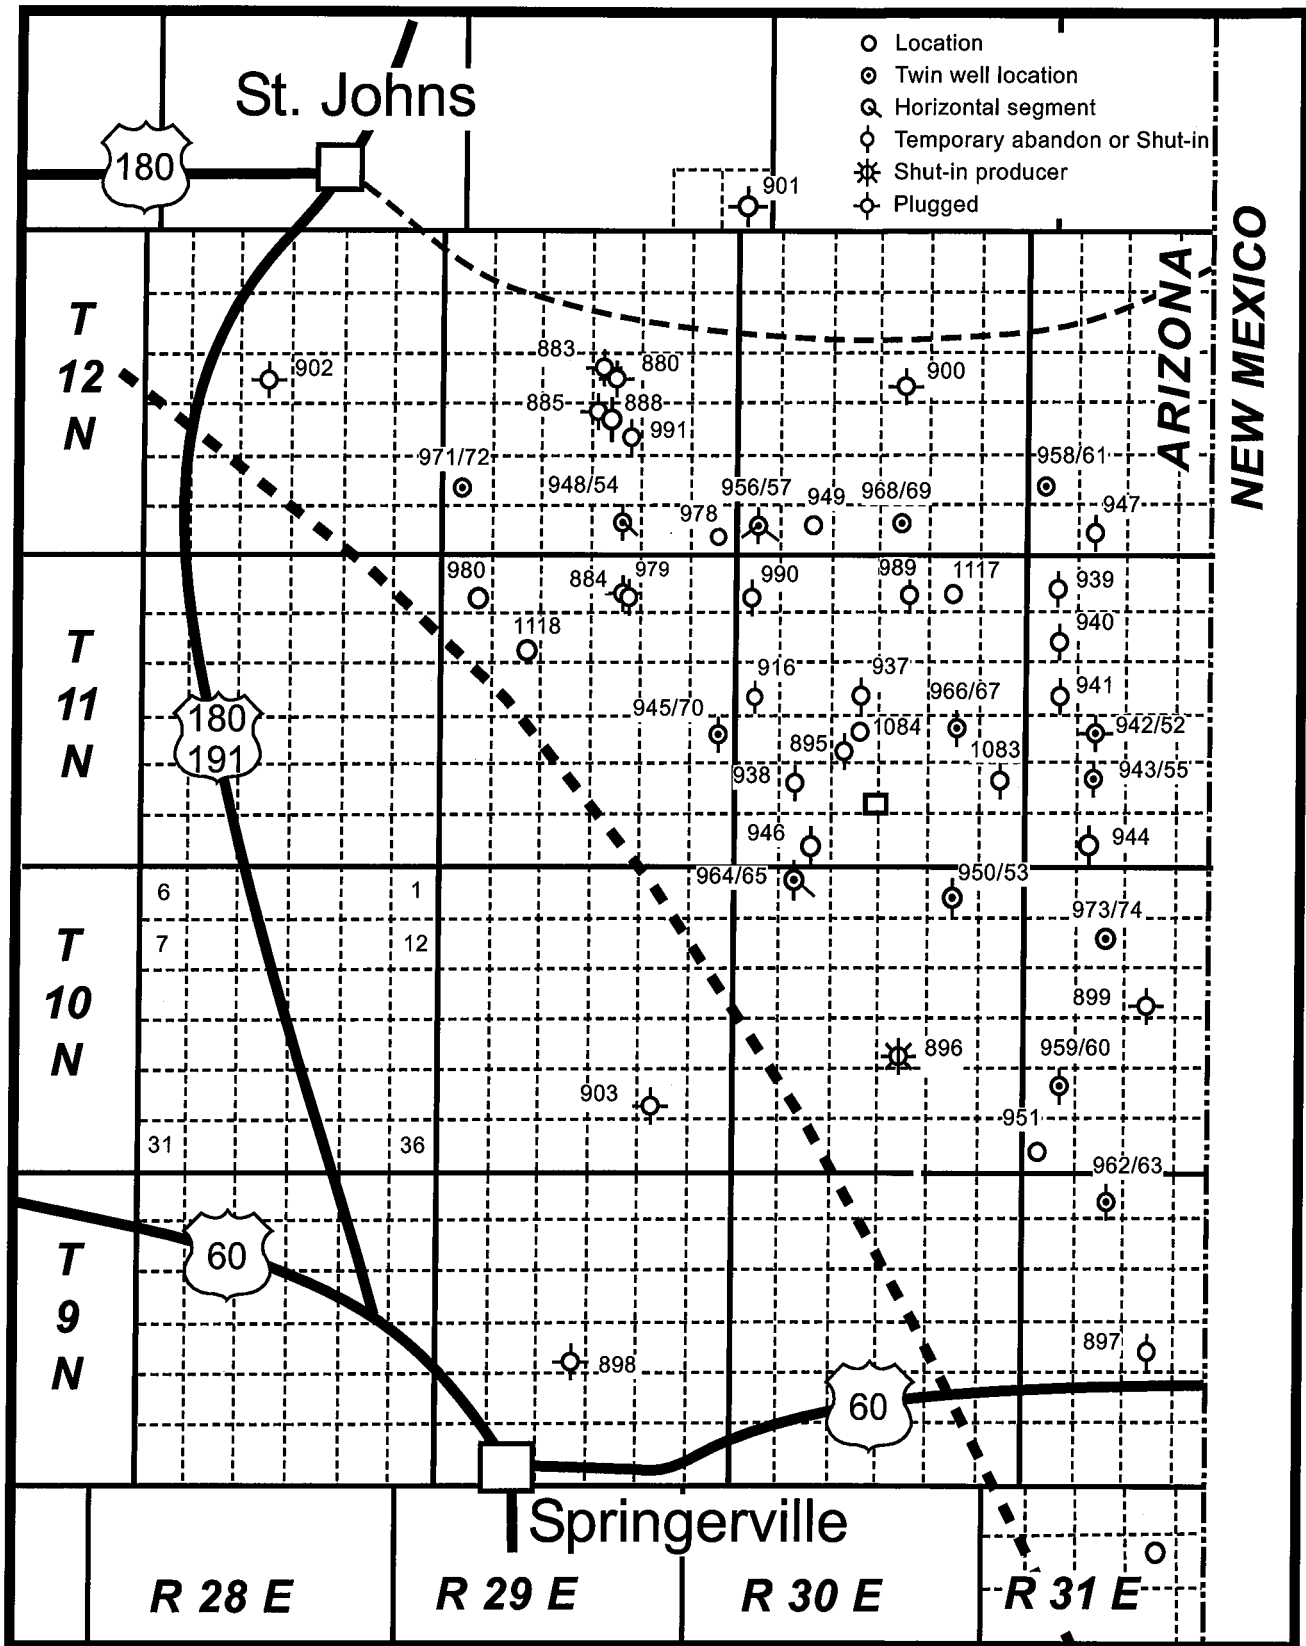 Location
Twin well location
St. Johns
Horizontal segment
Temporary abandon or Shut-in
180
Shut-in producer
901
Plugged
ARIZONA
NEW MEXICO
T
12
N
883
880
902
900
885
888
991
971/72
958/61
948/54
956/57
949
968/69
947
978
980
884
979
990
989
1117
939
1118
940
T
11
N
916
937
941
966/67
945/70
180
191
1084
942/52
895
1083
938
943/55
946
944
964/65
950/53
6
1
973/74
7
12
T
10
N
899
896
959/60
903
951
31
36
962/63
60
T
9
N
897
898
60
Springerville
R 28 E
R 29 E
R 30 E
R 31 E